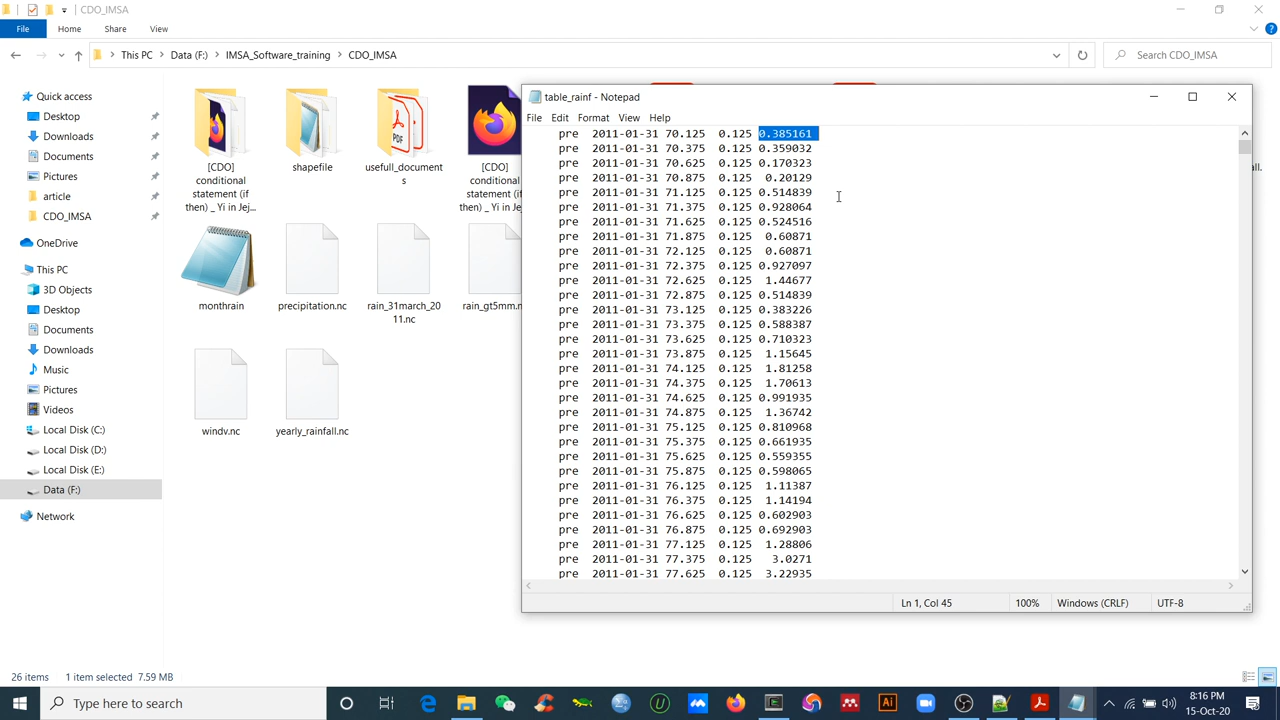 CDO_IMSA
File Home Share View
This PC Data (F:) IMSA_Software_training CDO_IMSA
Search CDO_IMSA
Quick access
Desktop
Downloads
Documents
Pictures
article
CDO_IMSA
OneDrive
This PC
3D Objects
Desktop
Documents
Downloads
Music
Pictures
Videos
Local Disk (C:)
Local Disk (D:)
Local Disk (E:)
Data (F:)
Network
[CDO]
conditional
statement (if
then) _ Yi in Jej...
shapefile
usefull_document
s
[CDO]
conditional
statement (if
then) _ Yi in Jej
monthrain
precipitation.nc
rain_31march_20
11.nc
rain_gt5mm.n
windv.nc
yearly_rainfall.nc
all.
table_rainf - Notepad
File Edit Format View Help
pre 2011-01-31 70.125 0.125 0.385161
pre 2011-01-31 70.375 0.125 0.359032
pre 2011-01-31 70.625 0.125 0.170323
pre 2011-01-31 70.875 0.125 0.20129
pre 2011-01-31 71.125 0.125 0.514839
pre 2011-01-31 71.375 0.125 0.928064
pre 2011-01-31 71.625 0.125 0.524516
pre 2011-01-31 71.875 0.125 0.60871
pre 2011-01-31 72.125 0.125 0.60871
pre 2011-01-31 72.375 0.125 0.927097
pre 2011-01-31 72.625 0.125 1.44677
pre 2011-01-31 72.875 0.125 0.514839
pre 2011-01-31 73.125 0.125 0.383226
pre 2011-01-31 73.375 0.125 0.588387
pre 2011-01-31 73.625 0.125 0.710323
pre 2011-01-31 73.875 0.125 1.15645
pre 2011-01-31 74.125 0.125 1.81258
pre 2011-01-31 74.375 0.125 1.70613
pre 2011-01-31 74.625 0.125 0.991935
pre 2011-01-31 74.875 0.125 1.36742
pre 2011-01-31 75.125 0.125 0.810968
pre 2011-01-31 75.375 0.125 0.661935
pre 2011-01-31 75.625 0.125 0.559355
pre 2011-01-31 75.875 0.125 0.598065
pre 2011-01-31 76.125 0.125 1.11387
pre 2011-01-31 76.375 0.125 1.14194
pre 2011-01-31 76.625 0.125 0.602903
pre 2011-01-31 76.875 0.125 0.692903
pre 2011-01-31 77.125 0.125 1.28806
pre 2011-01-31 77.375 0.125 3.0271
pre 2011-01-31 77.625 0.125 3.22935
Ln 1, Col 45 100% Windows (CRLF) UTF-8
26 items 1 item selected 7.59 MB
Type here to search
8:16 PM
15-Oct-20